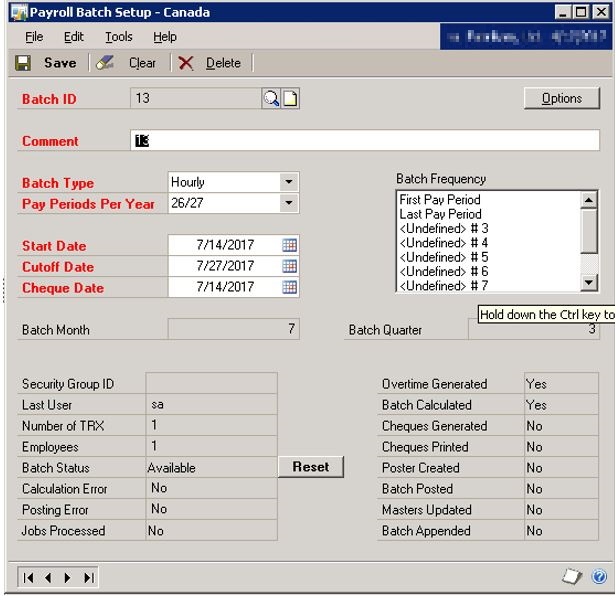 Payroll Batch Setup - Canada
File Edit Tools Help
Save Clear Delete
Batch ID 13 Options
Comment 13
Batch Type Hourly
Pay Periods Per Year 26/27
Batch Frequency
First Pay Period
Last Pay Period
<Undefined> # 3
<Undefined> # 4
<Undefined> # 5
<Undefined> # 6
<Undefined> # 7
Start Date 7/14/2017
Cutoff Date 7/27/2017
Cheque Date 7/14/2017
Hold down the Ctrl key to
Batch Month 7 Batch Quarter 3
Security Group ID Overtime Generated Yes
Last User sa Batch Calculated Yes
Number of TRX 1 Cheques Generated No
Employees 1 Cheques Printed No
Batch Status Available Reset Poster Created No
Calculation Error No Batch Posted No
Posting Error No Masters Updated No
Jobs Processed No Batch Appended No